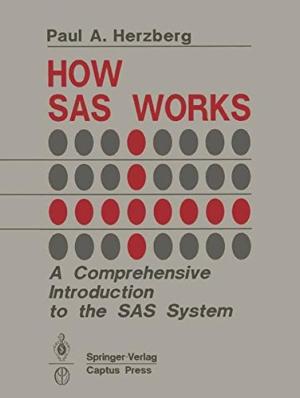 Paul A. Herzberg
HOW
SAS WORKS
A Comprehensive
Introduction
to the SAS System
Springer-Verlag
Captus Press